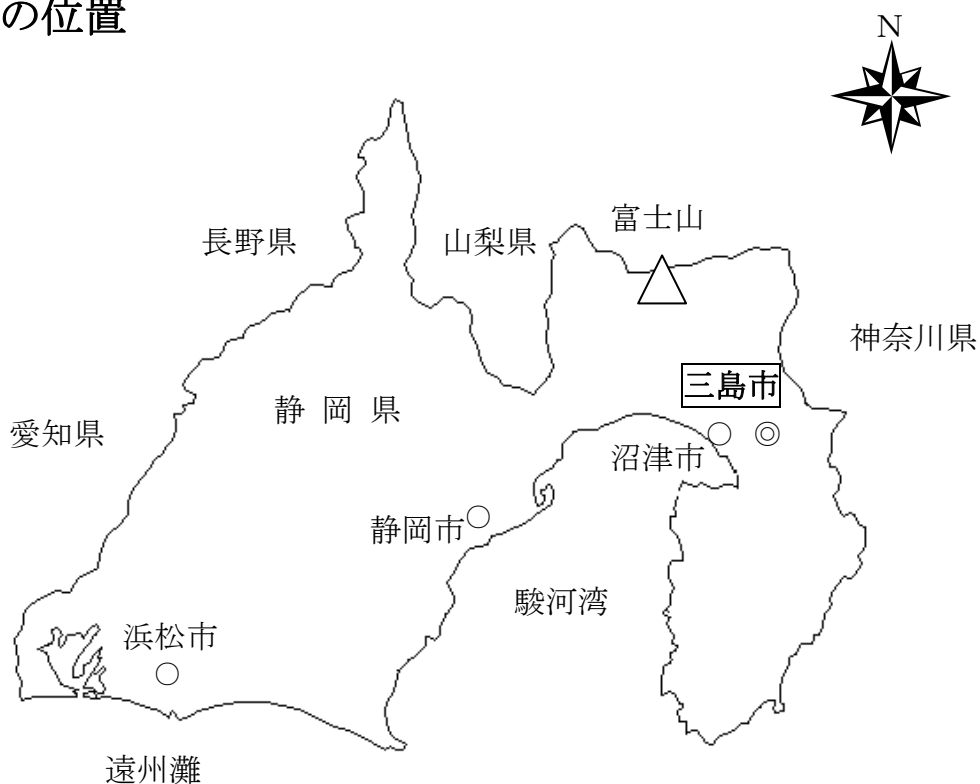 の位置
N
富士山
長野県
山梨県
神奈川県
三島市
静岡県
愛知県
沼津市
静岡市
駿河湾
浜松市
遠州灘